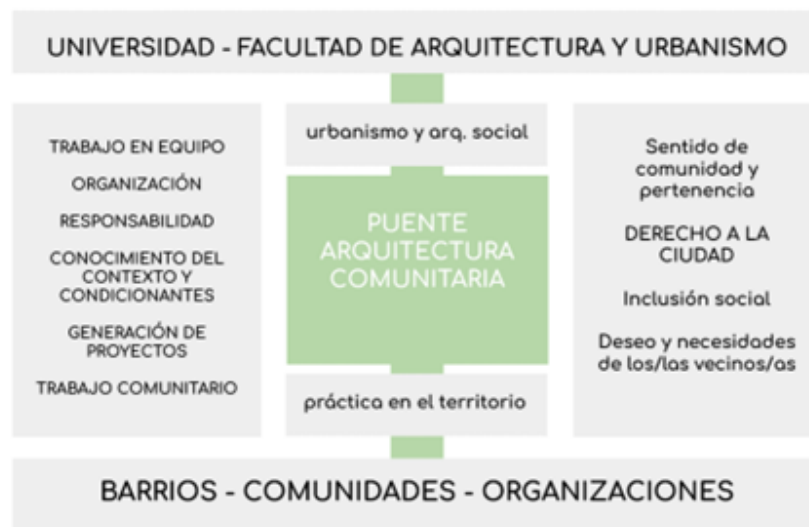 UNIVERSIDAD - FACULTAD DE ARQUITECTURA Y URBANISMO
TRABAJO EN EQUIPO
ORGANIZACIÓN
RESPONSABILIDAD
CONOCIMIENTO DEL
CONTEXTO Y
CONDICIONANTES
GENERACIÓN DE
PROYECTOS
TRABAJO COMUNITARIO
urbanismo y arq. social
PUENTE
ARQUITECTURA
COMUNITARIA
práctica en el territorio
Sentido de
comunidad y
pertenencia
DERECHO A LA
CIUDAD
Inclusión social
Deseo y necesidades
de los/las vecinos/as
BARRIOS - COMUNIDADES - ORGANIZACIONES